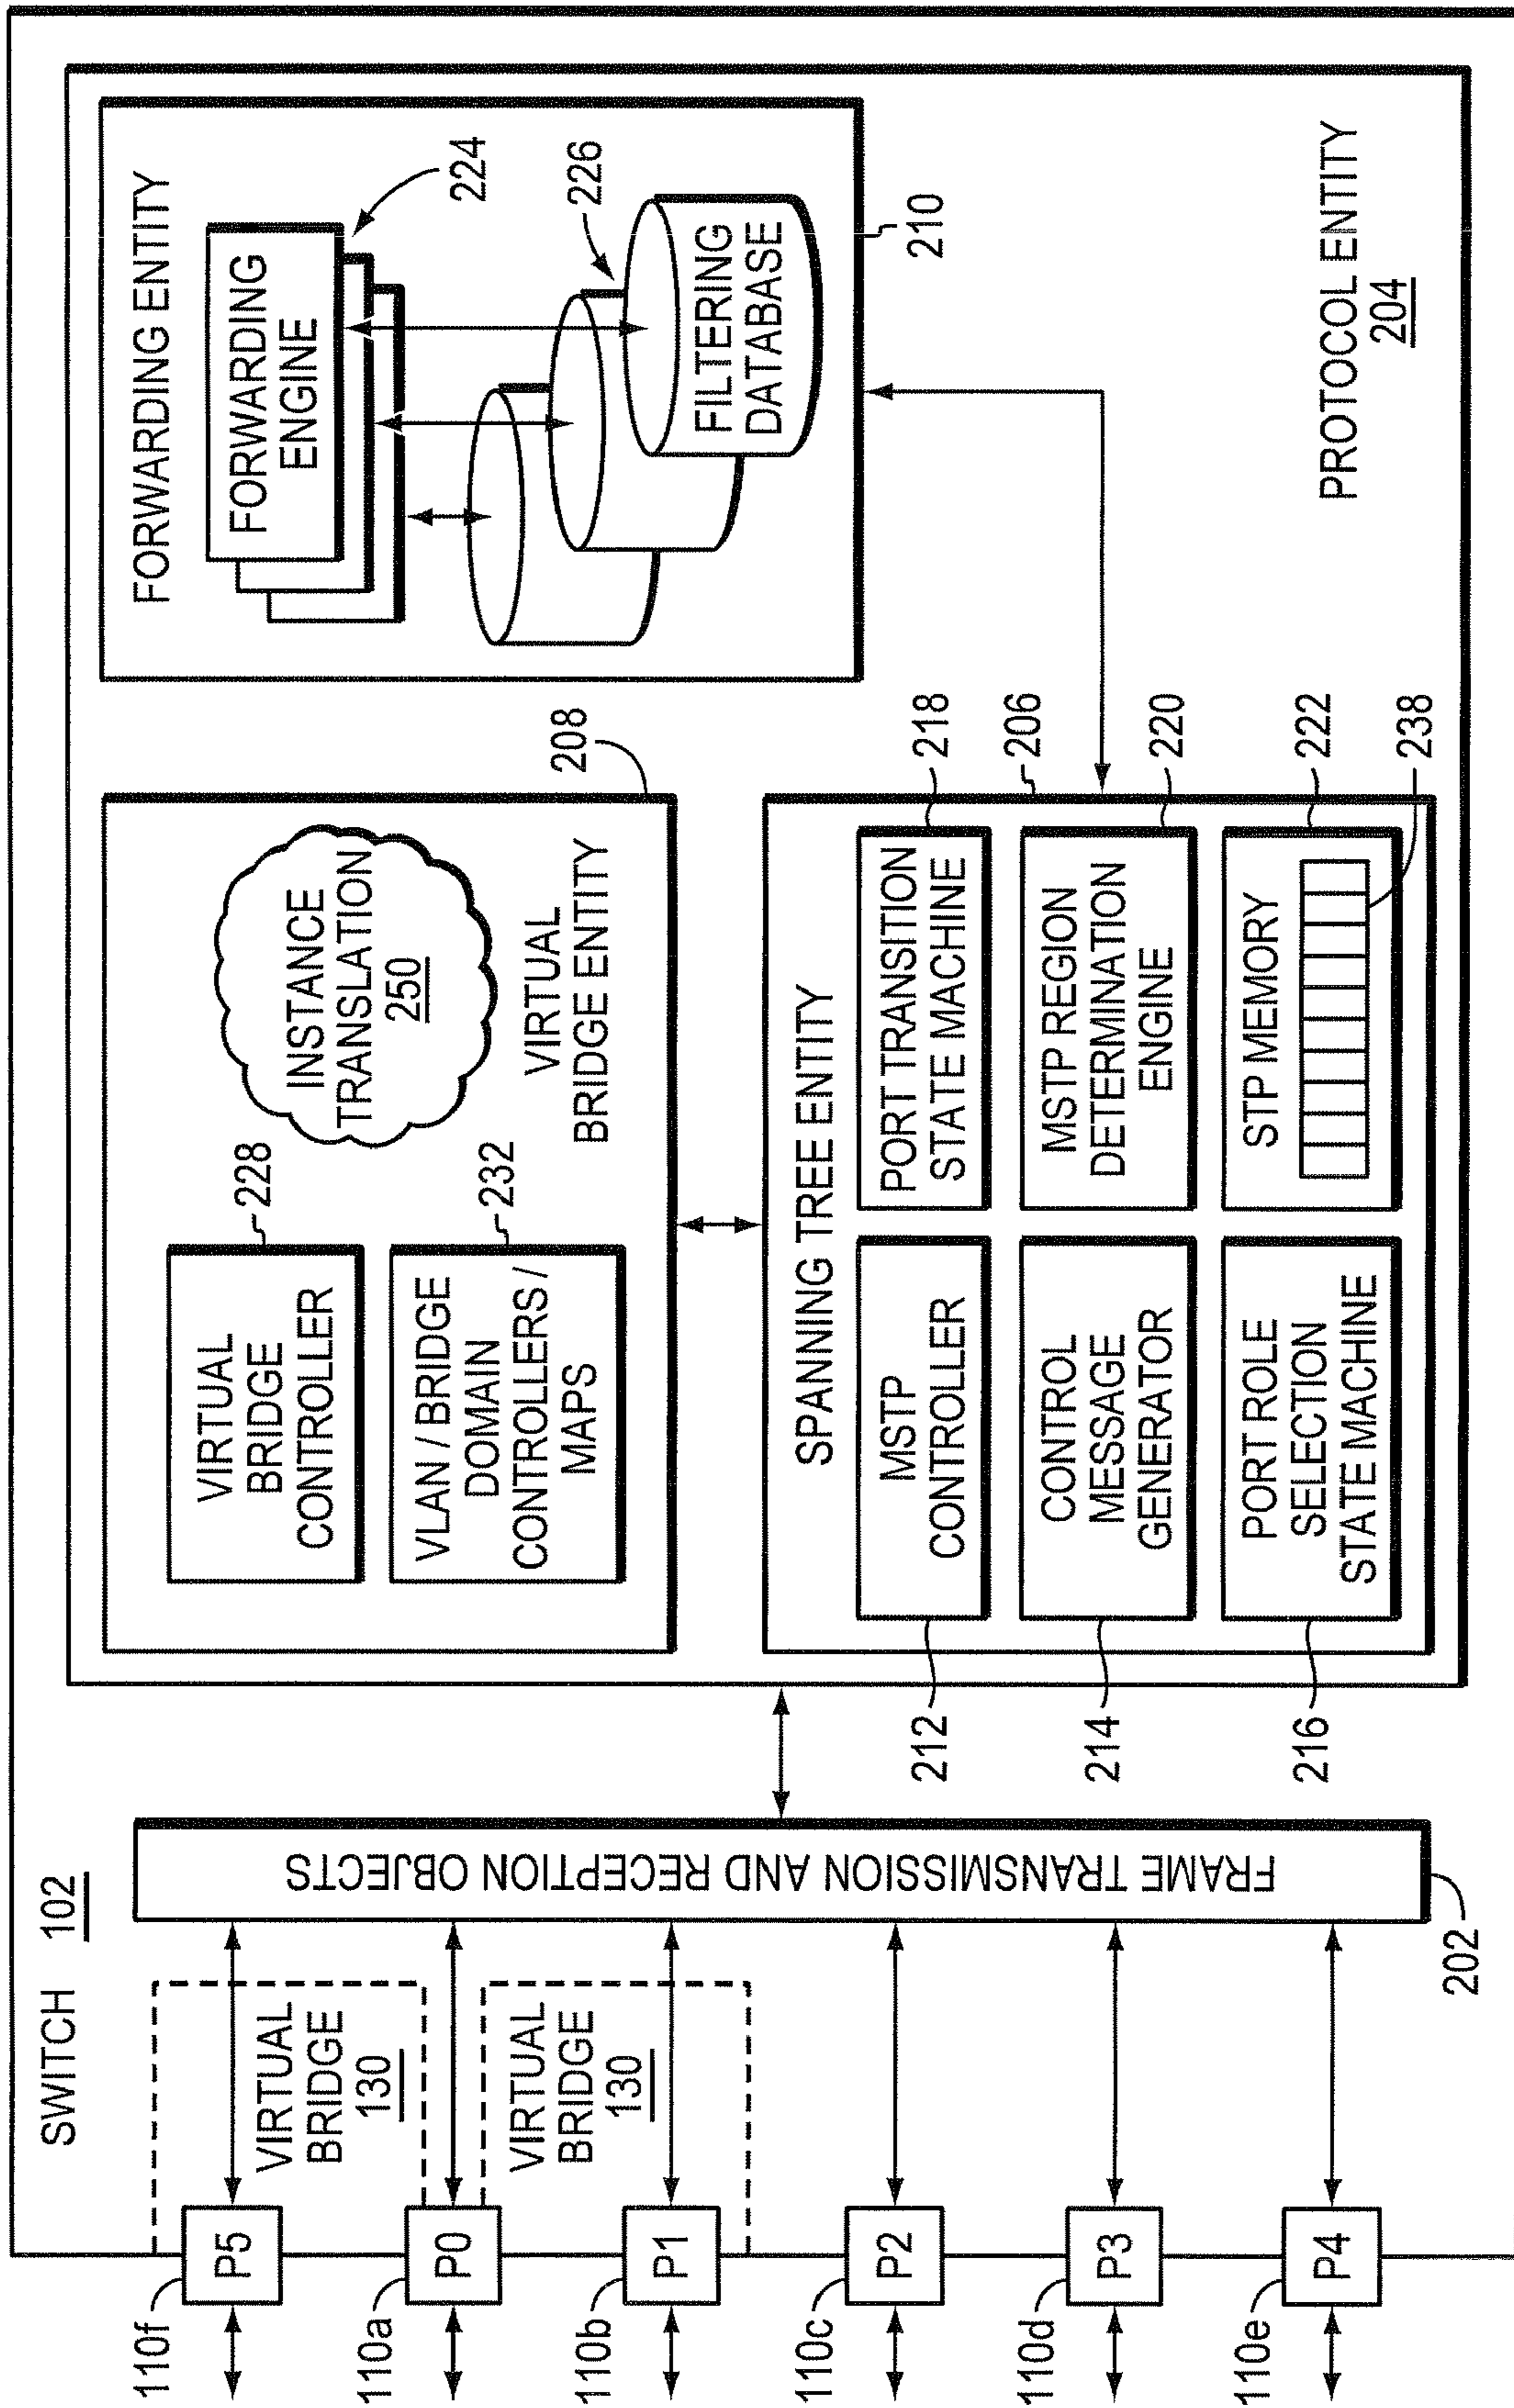 SWITCH 102
110f
P5
110a
P0
110b
P1
110c
P2
110d
P3
110e
P4
VIRTUAL
BRIDGE
130
VIRTUAL
BRIDGE
130
FRAME TRANSMISSION AND RECEPTION OBJECTS
202
VIRTUAL
BRIDGE
CONTROLLER
228
VLAN / BRIDGE
DOMAIN
CONTROLLERS /
MAPS
232
INSTANCE
TRANSLATION
250
VIRTUAL
BRIDGE ENTITY
208
SPANNING TREE ENTITY
206
MSTP
CONTROLLER
212
CONTROL
MESSAGE
GENERATOR
214
PORT ROLE
SELECTION
STATE MACHINE
216
PORT TRANSITION
STATE MACHINE
218
MSTP REGION
DETERMINATION
ENGINE
220
STP MEMORY
222
238
FORWARDING ENTITY
FORWARDING
ENGINE
224
226
FILTERING
DATABASE
210
PROTOCOL ENTITY
204